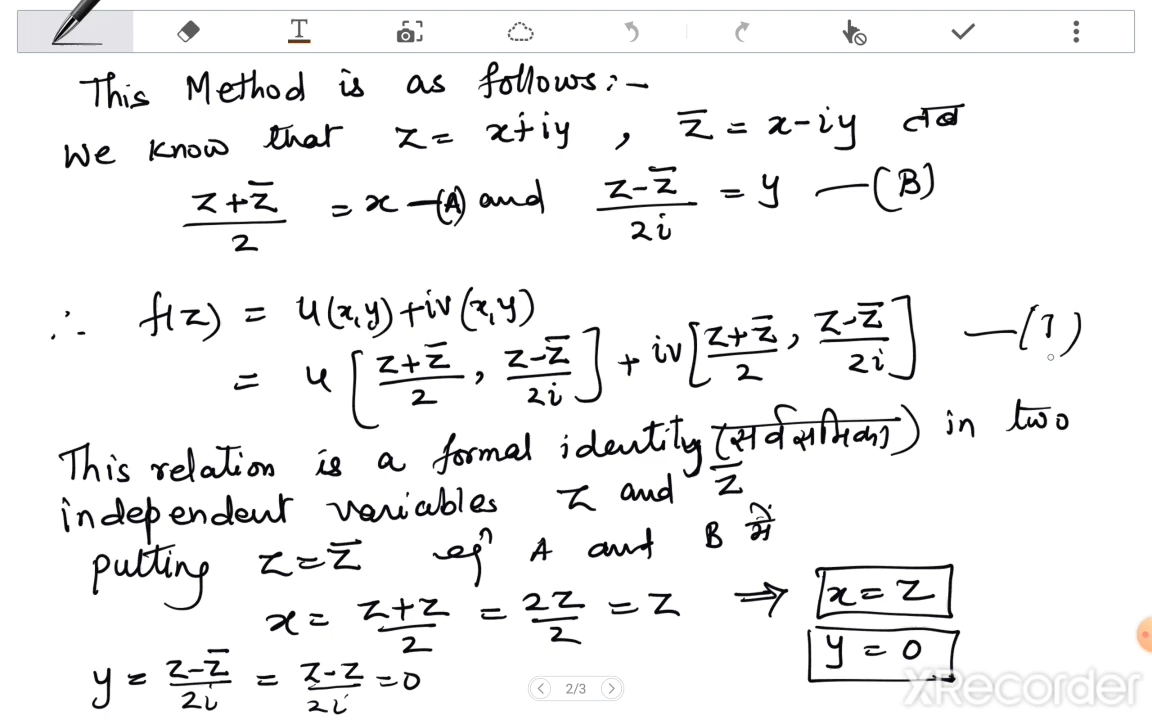 T
This Method is as follows:-
We know that z = x+iy , z̅ = x-iy तब
z+z̅/2 = x —(A) and z-z̅/2i = y —(B)
∴ f(z) = u(x,y)+iv(x,y)
= u[z+z̅/2, z-z̅/2i] + iv[z+z̅/2, z-z̅/2i] —(1)
This relation is a formal identity (सर्वसमिका) in two
independent variables z and z̅
putting z=z̅ eqⁿ A and B में
x = z+z/2 = 2z/2 = z ⇒ x = z
y = z-z̅/2i = z-z/2i = 0 y = 0
2/3
XRecorder